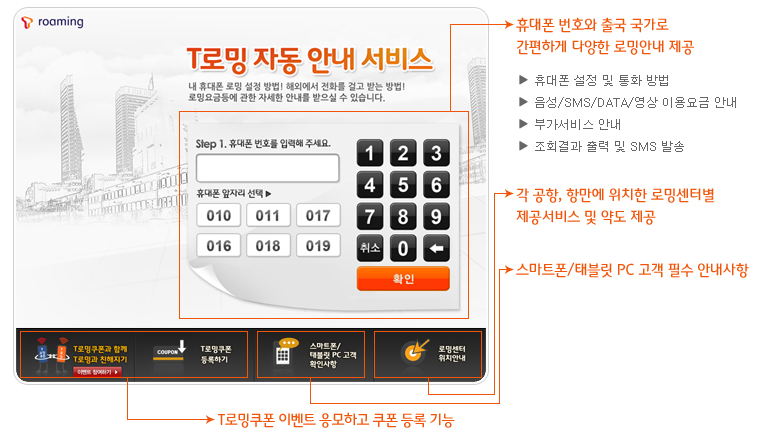 roaming
T로밍 자동 안내 서비스
내 휴대폰 로밍 설정 방법! 해외에서 전화를 걸고 받는 방법!
로밍요금등에 관한 자세한 안내를 받으실 수 있습니다.
Step 1. 휴대폰 번호를 입력해 주세요.
휴대폰 앞자리 선택 ▶
010 011 017
016 018 019
1 2 3
4 5 6
7 8 9
취소 0
확인
T로밍쿠폰과 함께
T로밍과 친해지기
이벤트 참여하기
COUPON
T로밍쿠폰
등록하기
스마트폰/
태블릿 PC 고객
확인사항
로밍센터
위치안내
휴대폰 번호와 출국 국가로
간편하게 다양한 로밍안내 제공
▶ 휴대폰 설정 및 통화 방법
▶ 음성/SMS/DATA/영상 이용요금 안내
▶ 부가서비스 안내
▶ 조회결과 출력 및 SMS 발송
각 공항, 항만에 위치한 로밍센터별
제공서비스 및 약도 제공
스마트폰/태블릿 PC 고객 필수 안내사항
T로밍쿠폰 이벤트 응모하고 쿠폰 등록 기능